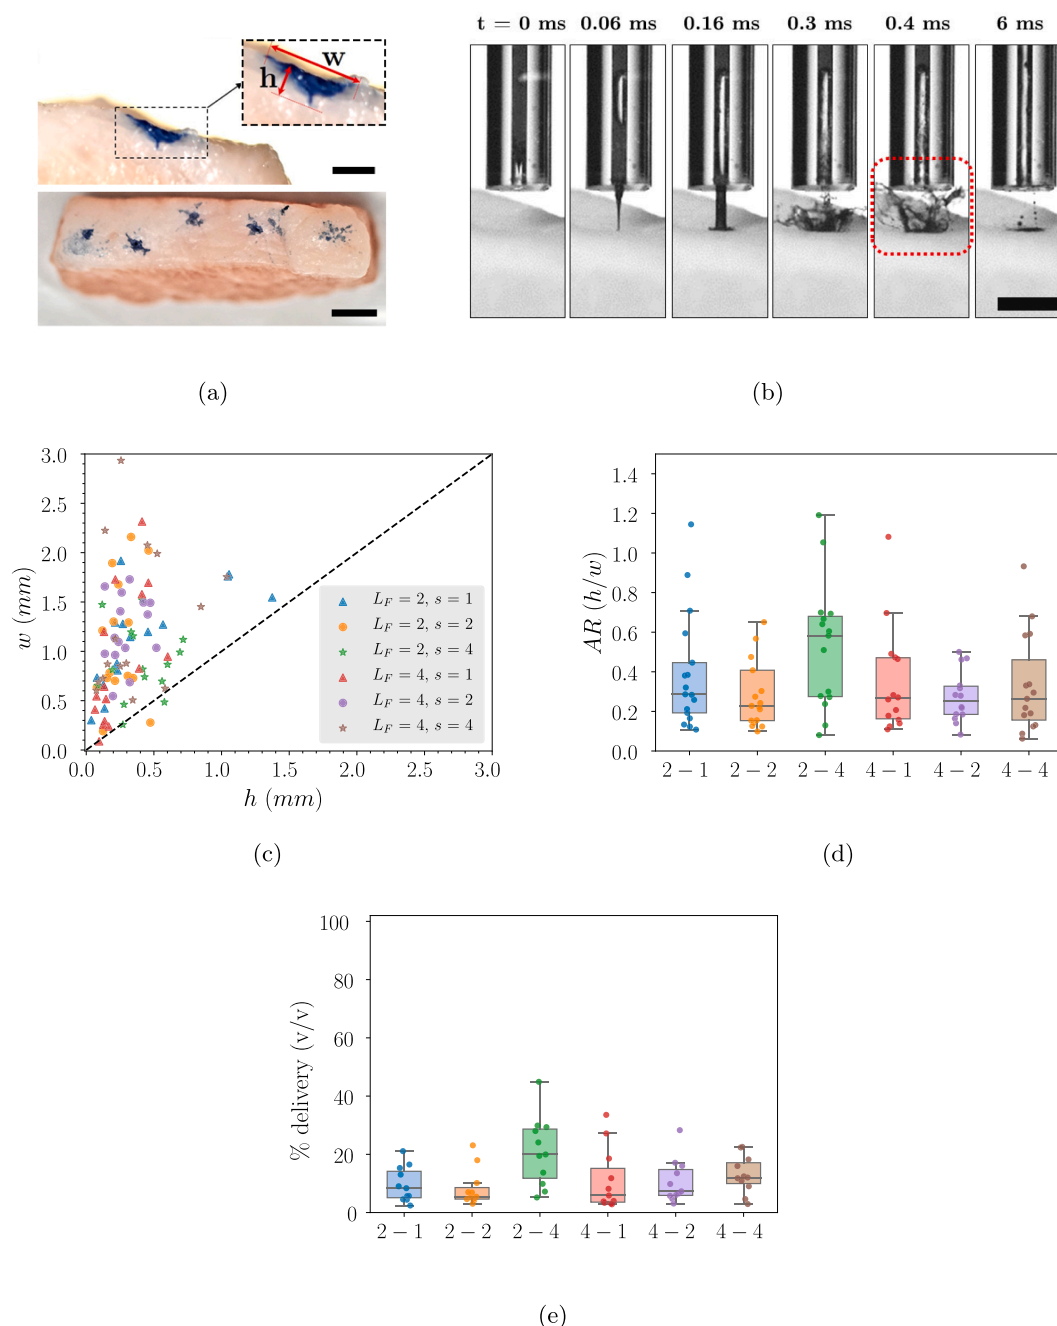 t = 0 ms 0.06 ms 0.16 ms 0.3 ms 0.4 ms 6 ms
w
h
(a)
(b)
3.0
2.5
2.0
1.5
1.0
0.5
0.0
w (mm)
0.0 0.5 1.0 1.5 2.0 2.5 3.0
h (mm)
L_F = 2, s = 1
L_F = 2, s = 2
L_F = 2, s = 4
L_F = 4, s = 1
L_F = 4, s = 2
L_F = 4, s = 4
(c)
1.4
1.2
1.0
0.8
0.6
0.4
0.2
0.0
AR (h/w)
2 − 1 2 − 2 2 − 4 4 − 1 4 − 2 4 − 4
(d)
100
80
60
40
20
0
% delivery (v/v)
2 − 1 2 − 2 2 − 4 4 − 1 4 − 2 4 − 4
(e)